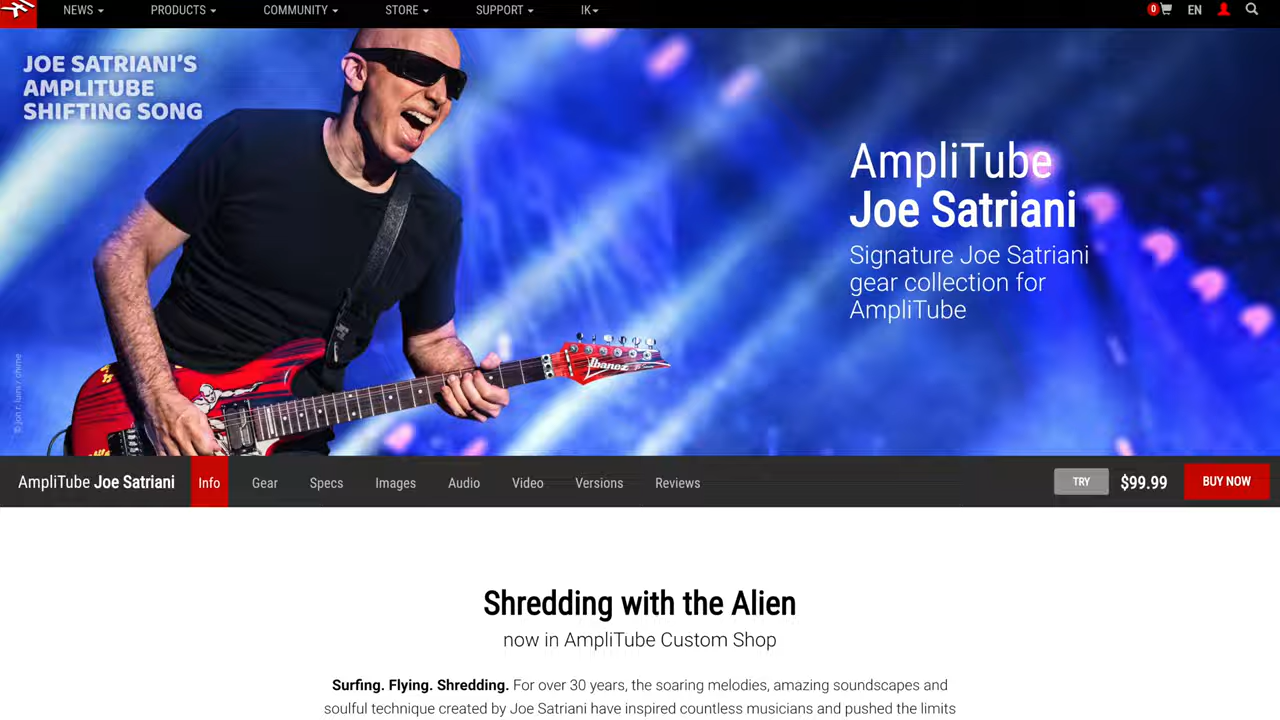 NEWS PRODUCTS COMMUNITY STORE SUPPORT IK 0 EN
JOE SATRIANI'S
AMPLITUBE
SHIFTING SONG
AmpliTube
Joe Satriani
Signature Joe Satriani
gear collection for
AmpliTube
Ibanez
© jon r. luini / chime
AmpliTube Joe Satriani Info Gear Specs Images Audio Video Versions Reviews TRY $99.99 BUY NOW
Shredding with the Alien
now in AmpliTube Custom Shop
Surfing. Flying. Shredding. For over 30 years, the soaring melodies, amazing soundscapes and
soulful technique created by Joe Satriani have inspired countless musicians and pushed the limits